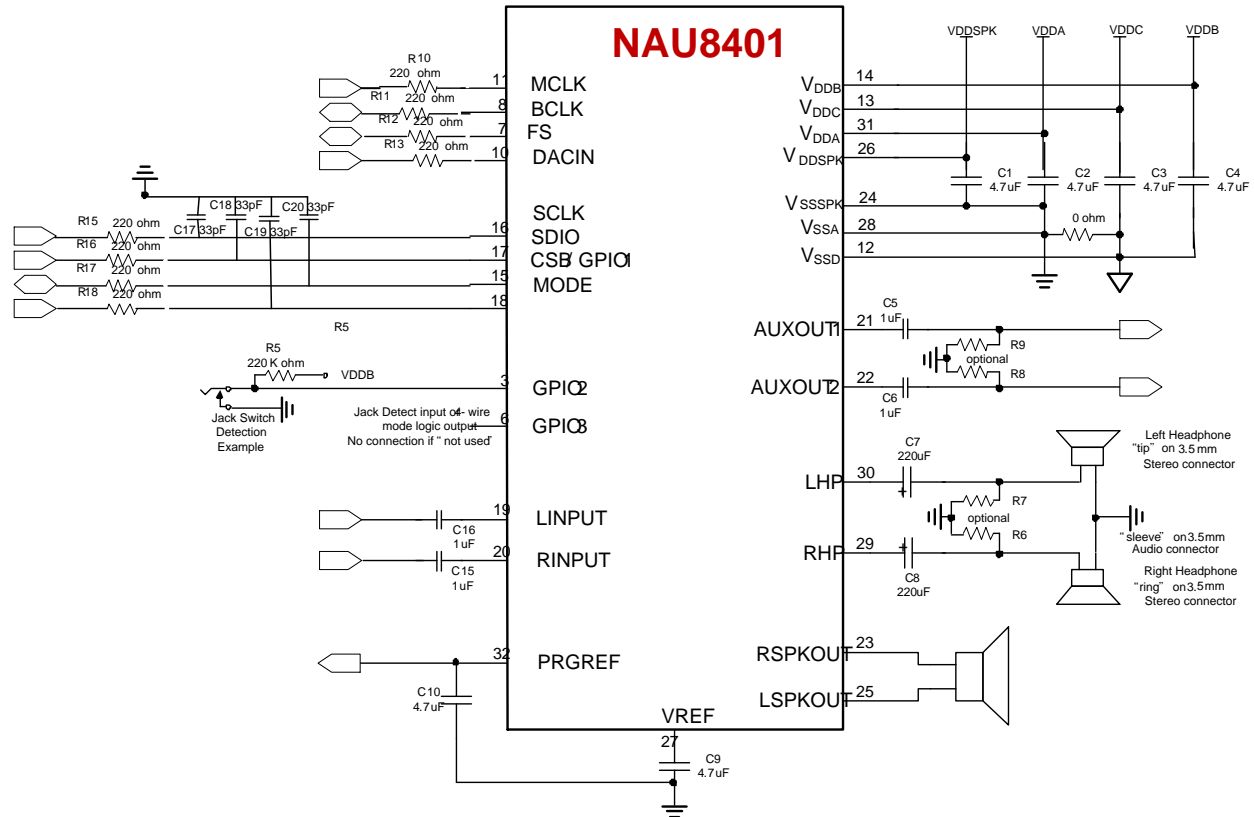 NAU8401
VDDSPK VDDA VDDC VDDB
R10
220 ohm
11
MCLK
R11
220 ohm
8
BCLK
R12
220 ohm
7
FS
R13
220 ohm
10
DACIN
C18 33pF
C20 33pF
C17 33pF
C19 33pF
R15
220 ohm
SCLK
16
SDIO
R16
220 ohm
17
CSB/ GPIO1
R17
220 ohm
15
MODE
R18
220 ohm
18
R5
R5
220 K ohm
VDDB
3
GPIO2
Jack Switch
Detection
Example
Jack Detect input or 4- wire
mode logic output
No connection if " not used"
6
GPIO3
19
LINPUT
C16
1uF
20
RINPUT
C15
1uF
32
PRGREF
C10
4.7uF
VREF
27
C9
4.7uF
VDDB 14
VDDC 13
VDDA 31
VDDSPK 26
C1
4.7uF
C2
4.7uF
C3
4.7uF
C4
4.7uF
VSSSPK 24
VSSA 28
0 ohm
VSSD 12
AUXOUT1
21
C5
1uF
R9
optional
R8
AUXOUT2
22
C6
1uF
LHP
30
C7
220uF
+
R7
optional
R6
RHP
29
+
C8
220uF
Left Headphone
"tip" on 3.5mm
Stereo connector
"sleeve" on 3.5mm
Audio connector
Right Headphone
"ring" on 3.5mm
Stereo connector
RSPKOUT
23
LSPKOUT
25